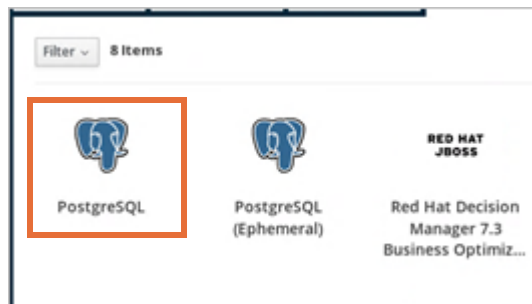 Filter
8 Items
RED HAT
JBOSS
PostgreSQL
PostgreSQL
(Ephemeral)
Red Hat Decision
Manager 7.3
Business Optimiz...